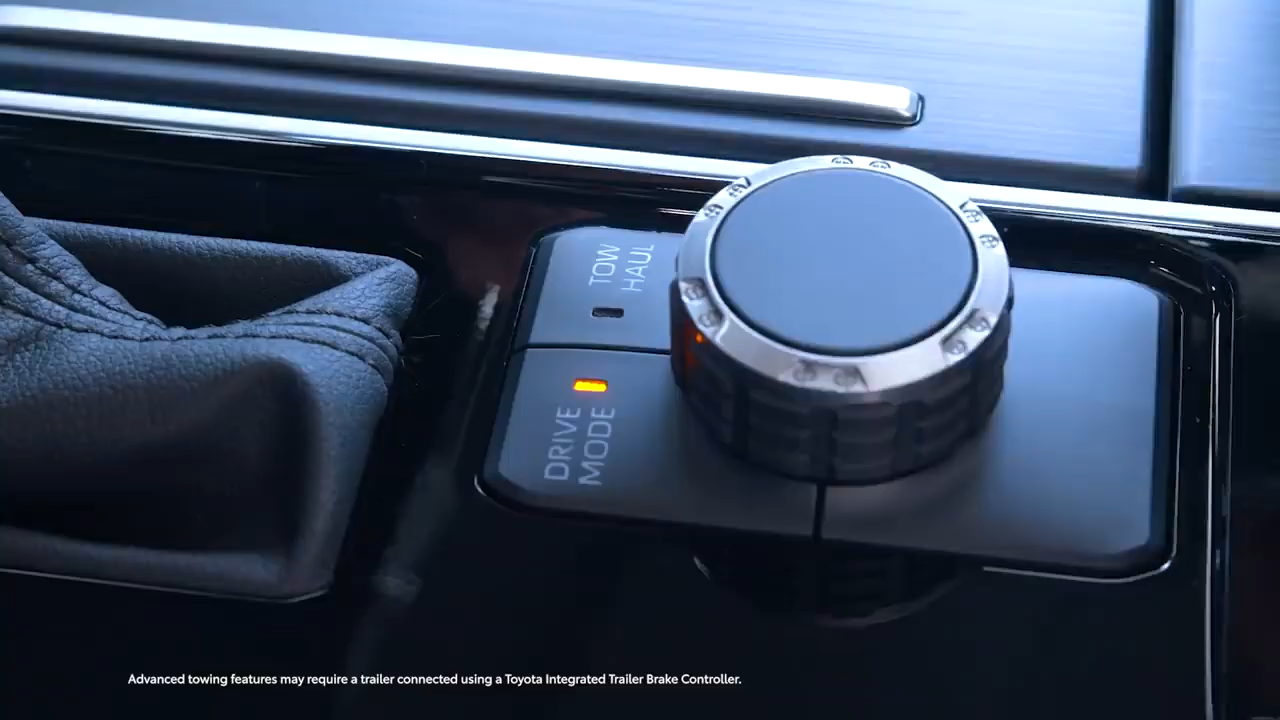 TOW
HAUL
DRIVE
MODE
Advanced towing features may require a trailer connected using a Toyota Integrated Trailer Brake Controller.